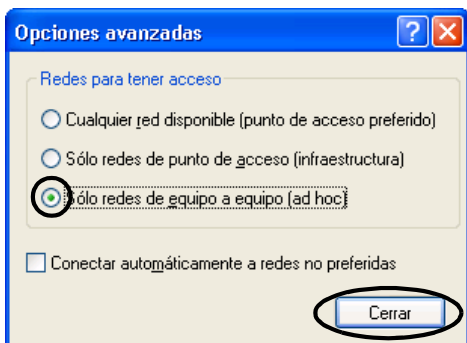 Opciones avanzadas
Redes para tener acceso
Cualquier red disponible (punto de acceso preferido)
Sólo redes de punto de acceso (infraestructura)
Sólo redes de equipo a equipo (ad hoc)
Conectar automáticamente a redes no preferidas
Cerrar